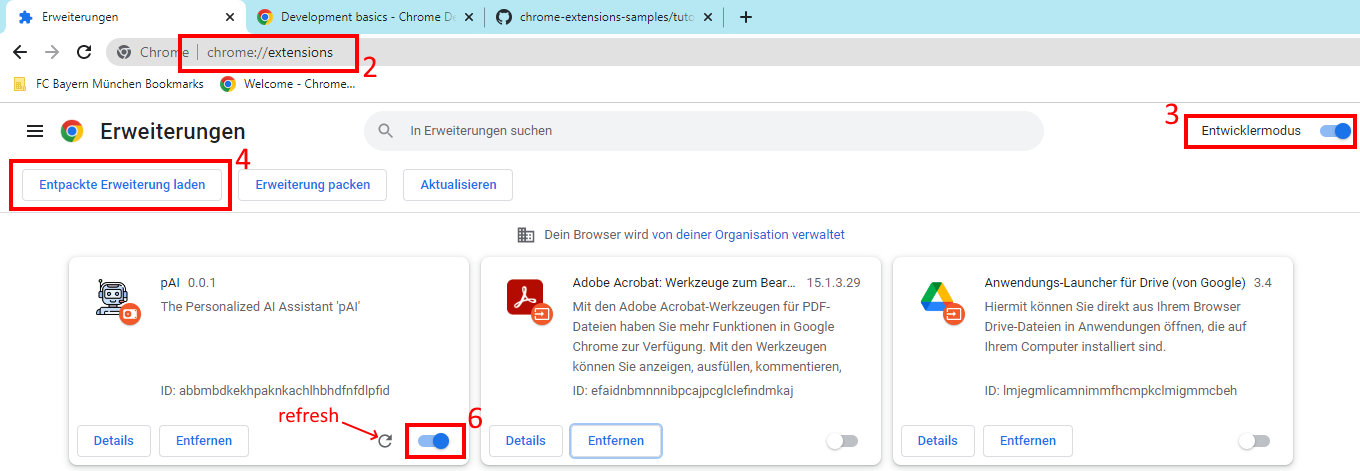 Erweiterungen
Development basics - Chrome De
chrome-extensions-samples/tuto
Chrome
chrome://extensions
2
FC Bayern München Bookmarks
Welcome - Chrome...
Erweiterungen
In Erweiterungen suchen
3
Entwicklermodus
4
Entpackte Erweiterung laden
Erweiterung packen
Aktualisieren
Dein Browser wird von deiner Organisation verwaltet
pAI 0.0.1
The Personalized AI Assistant 'pAI'
ID: abbmbdkekhpaknkachlhbhdfnfdlpfid
refresh
Details
Entfernen
6
Adobe Acrobat: Werkzeuge zum Bear... 15.1.3.29
Mit den Adobe Acrobat-Werkzeugen für PDF-
Dateien haben Sie mehr Funktionen in Google
Chrome zur Verfügung. Mit den Werkzeugen
können Sie anzeigen, ausfüllen, kommentieren,
ID: efaidnbmnnnibpcajpcglclefindmkaj
Details
Entfernen
Anwendungs-Launcher für Drive (von Google) 3.4
Hiermit können Sie direkt aus Ihrem Browser
Drive-Dateien in Anwendungen öffnen, die auf
Ihrem Computer installiert sind.
ID: lmjegmlicamnimmfhcmpkclmigmmcbeh
Details
Entfernen